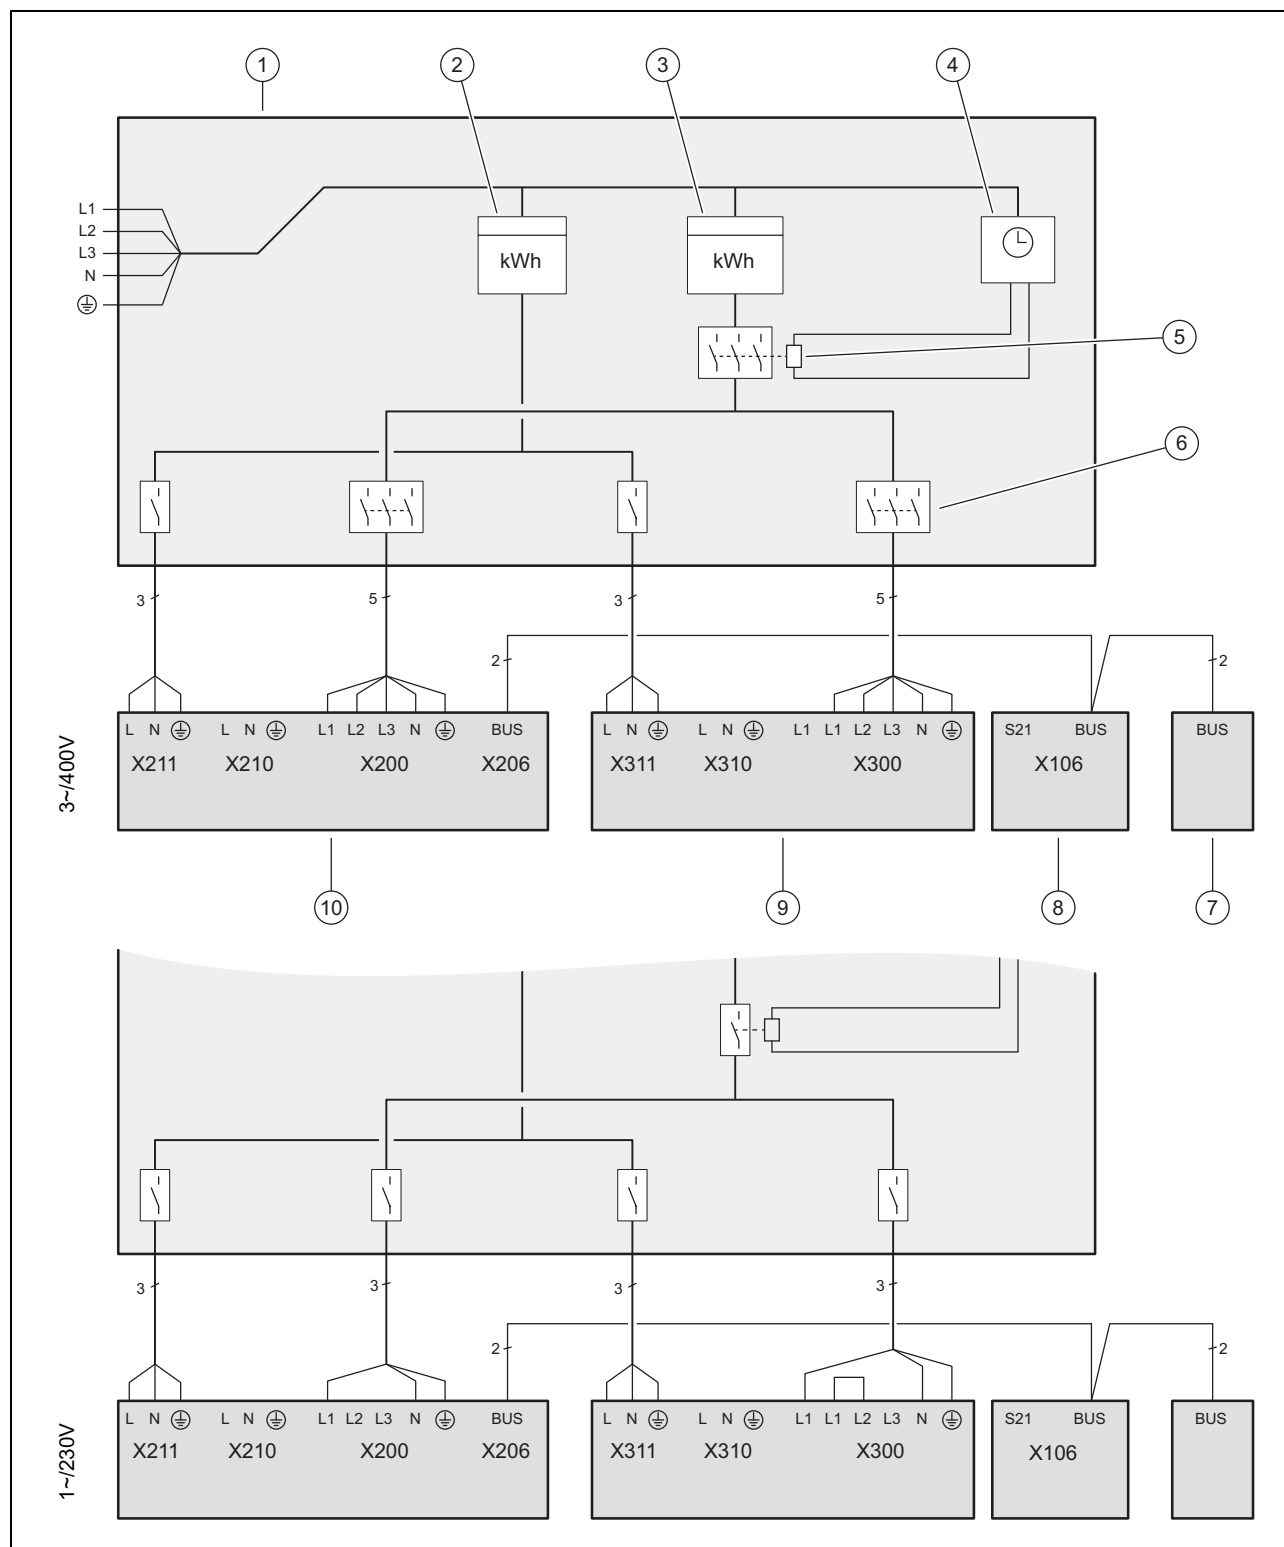 1 2 3 4
L1
L2
L3
N
kWh kWh
5
6
3 5 3 5
2 2
L N L N L1 L2 L3 N BUS L N L N L1 L1 L2 L3 N S21 BUS BUS
X211 X210 X200 X206 X311 X310 X300 X106
3~/400V
10 9 8 7
3 3 3 3
2 2
L N L N L1 L2 L3 N BUS L N L N L1 L1 L2 L3 N S21 BUS BUS
X211 X210 X200 X206 X311 X310 X300 X106
1~/230V